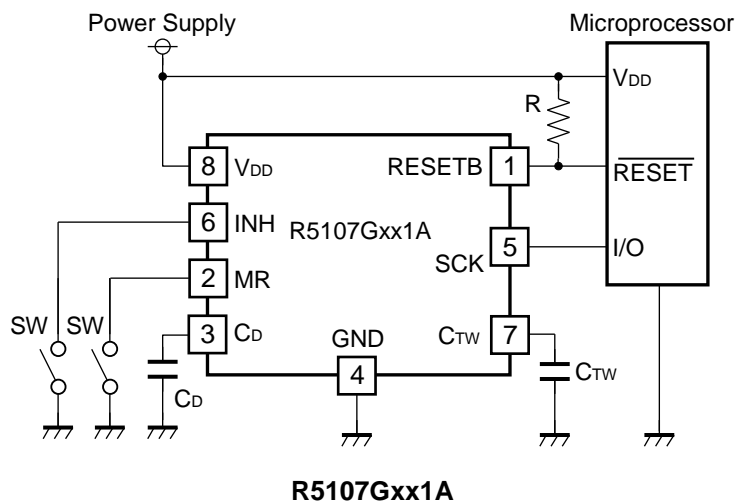 Power Supply
Microprocessor
VDD
R
8
VDD
RESETB
1
RESET
6
INH
R5107Gxx1A
5
SCK
I/O
2
MR
SW
SW
3
CD
GND
CTW
7
4
CD
CTW
R5107Gxx1A